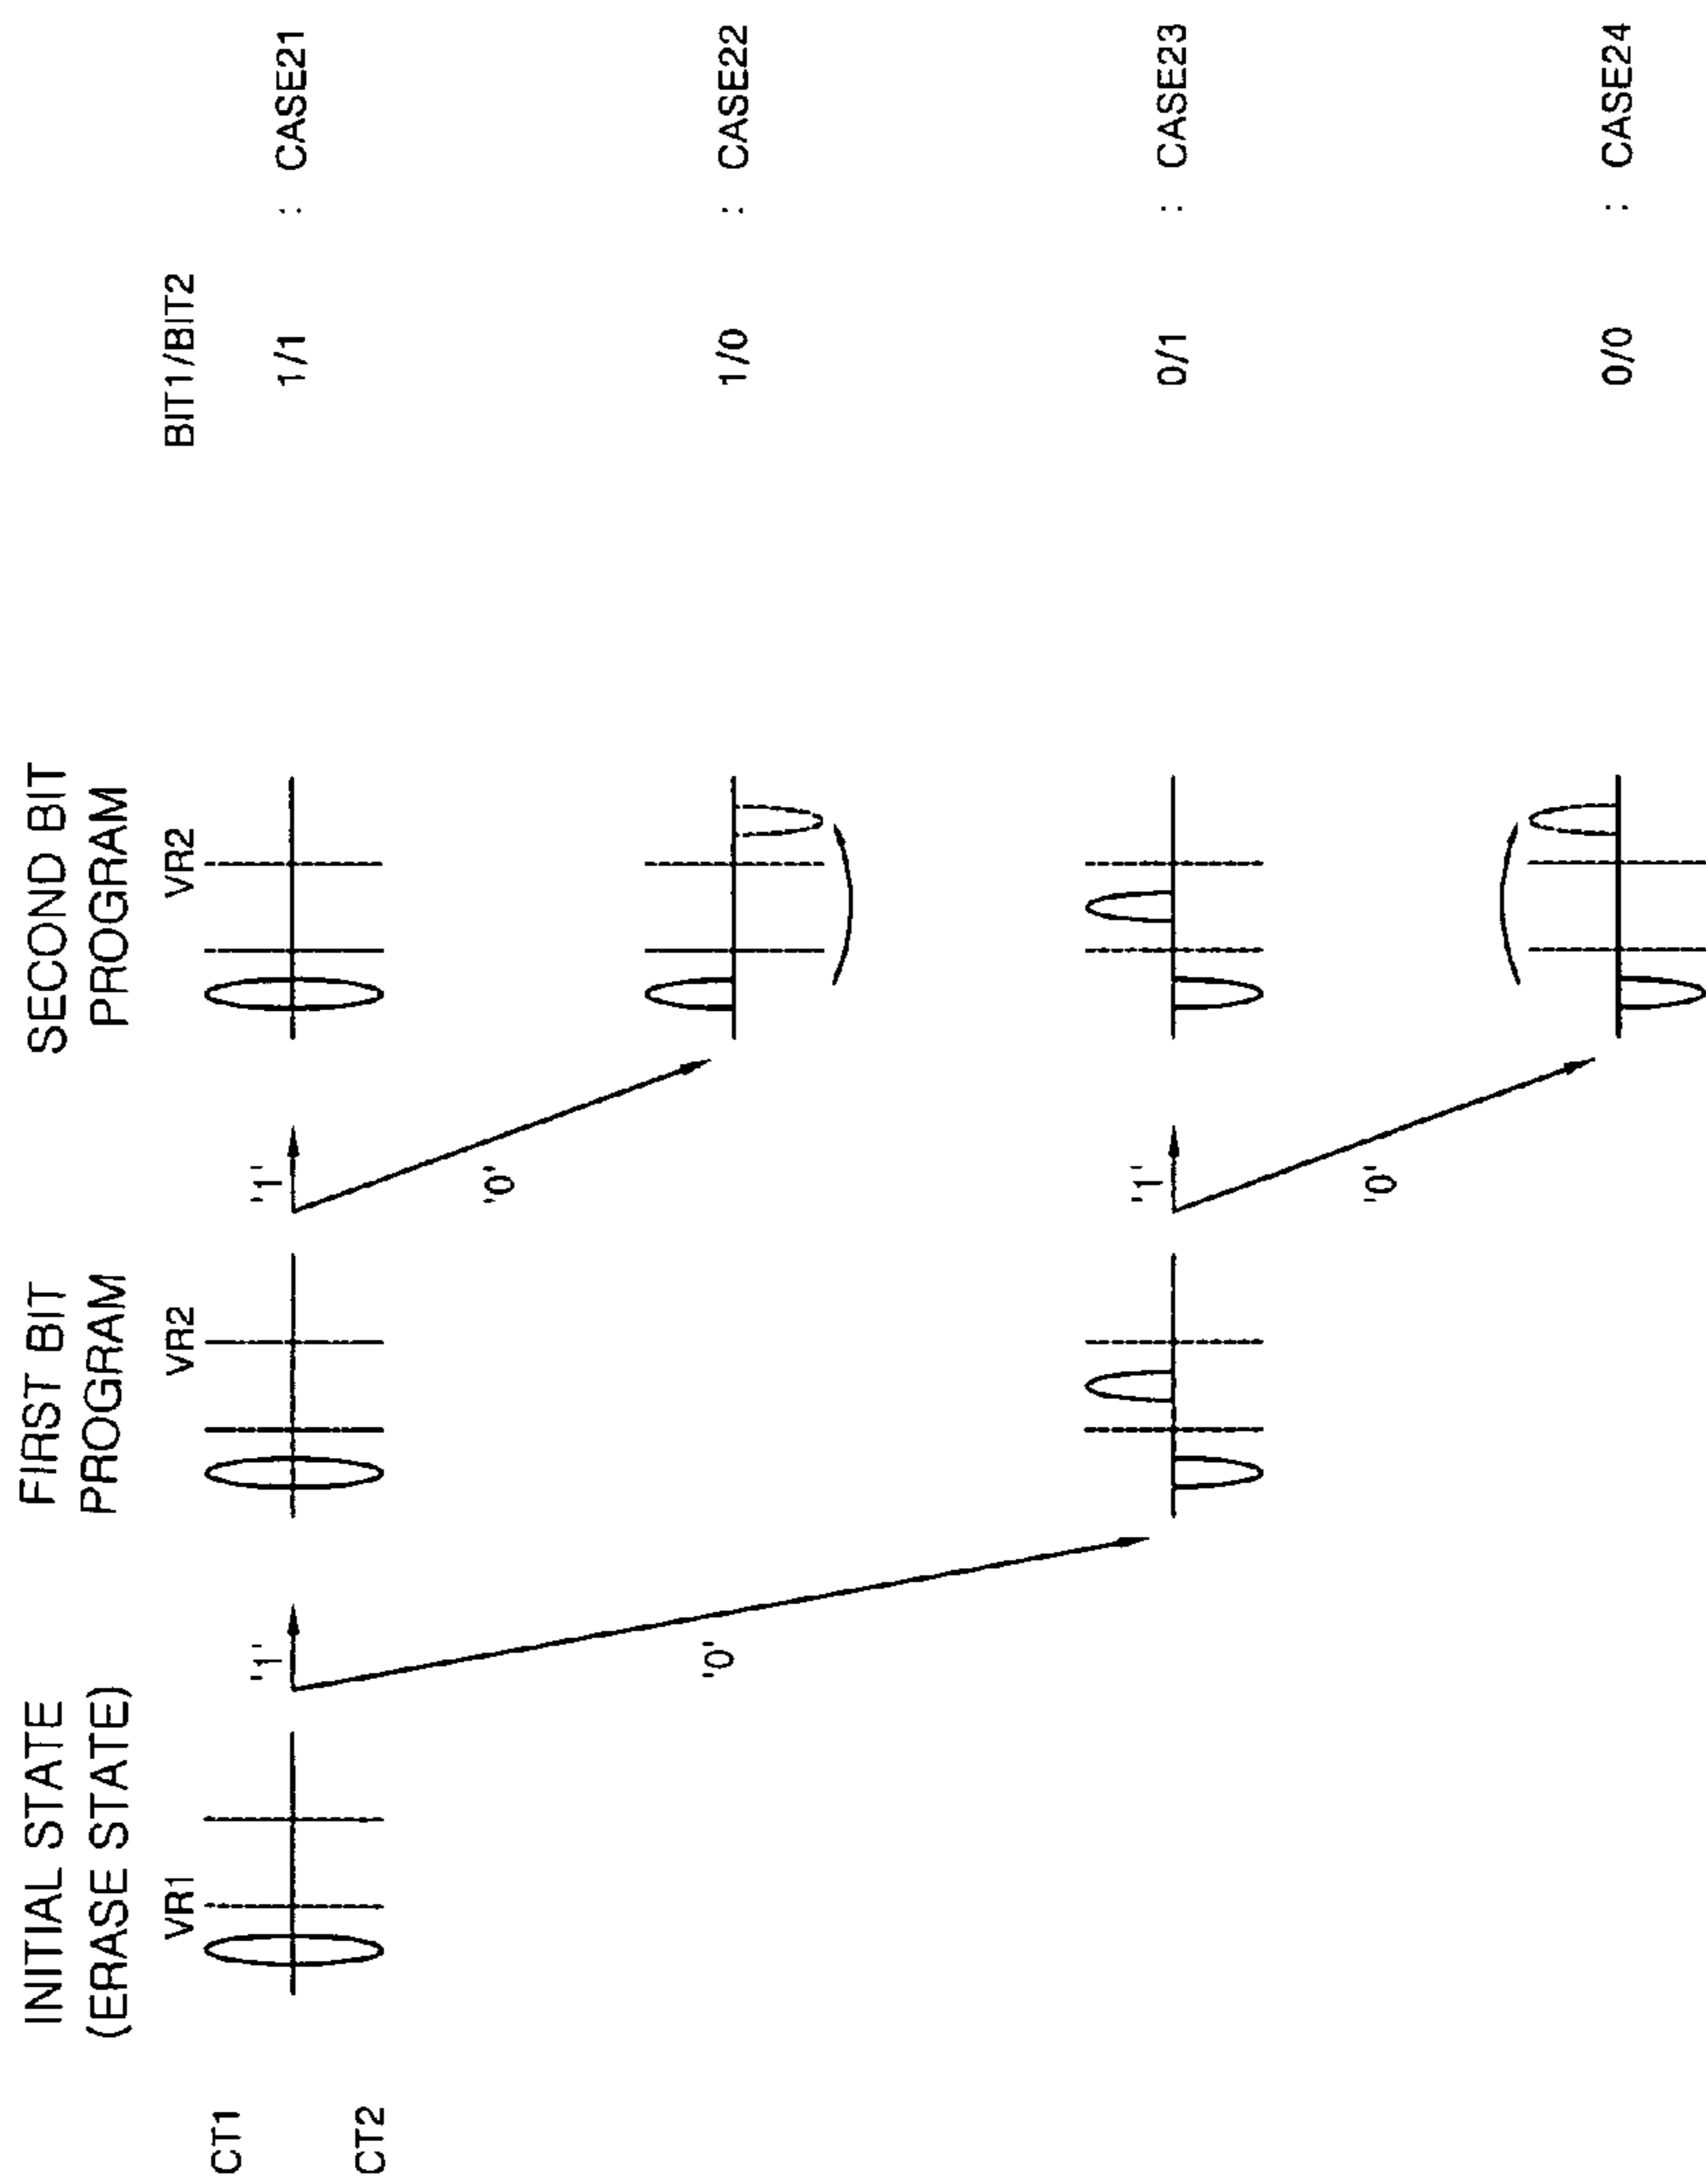 INITIAL STATE
(ERASE STATE)
FIRST BIT
PROGRAM
SECOND BIT
PROGRAM
VR1
VR2
VR2
BIT1/BIT2
CT1
CT2
'1'
'1'
1/1 : CASE21
'0'
1/0 : CASE22
'0'
'1'
0/1 : CASE23
'0'
0/0 : CASE24